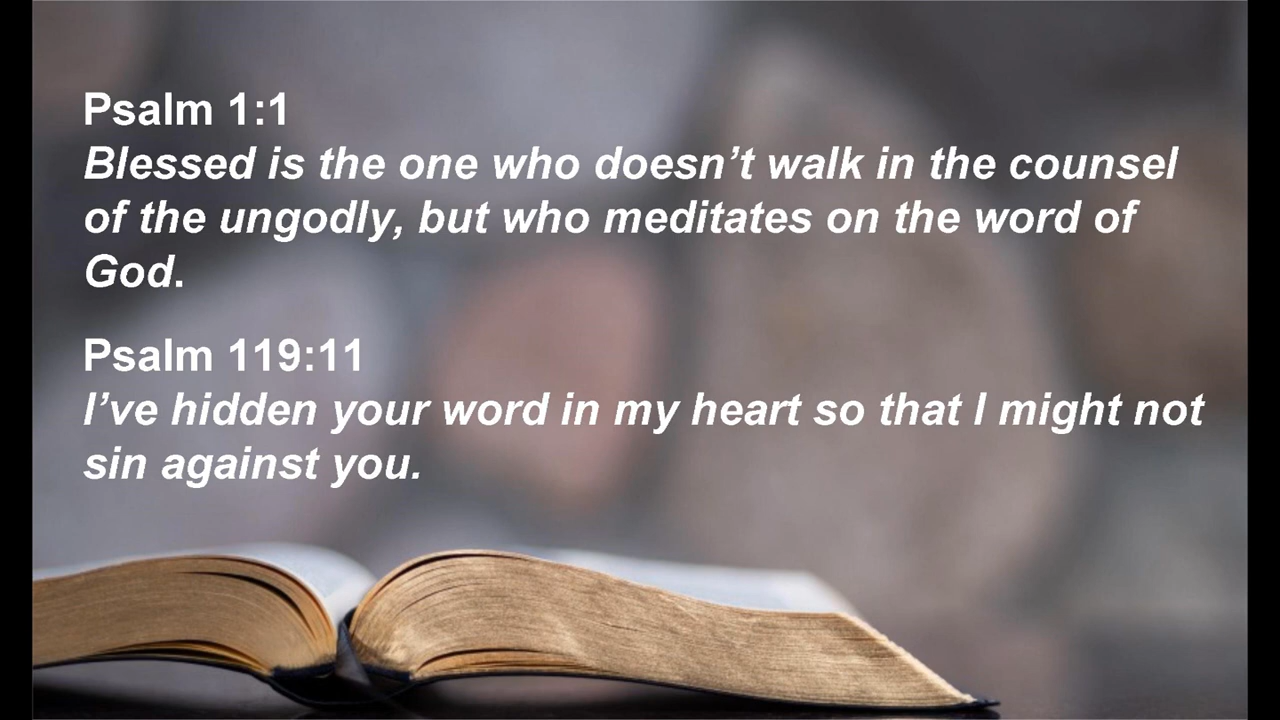 Psalm 1:1
Blessed is the one who doesn’t walk in the counsel
of the ungodly, but who meditates on the word of
God.
Psalm 119:11
I’ve hidden your word in my heart so that I might not
sin against you.